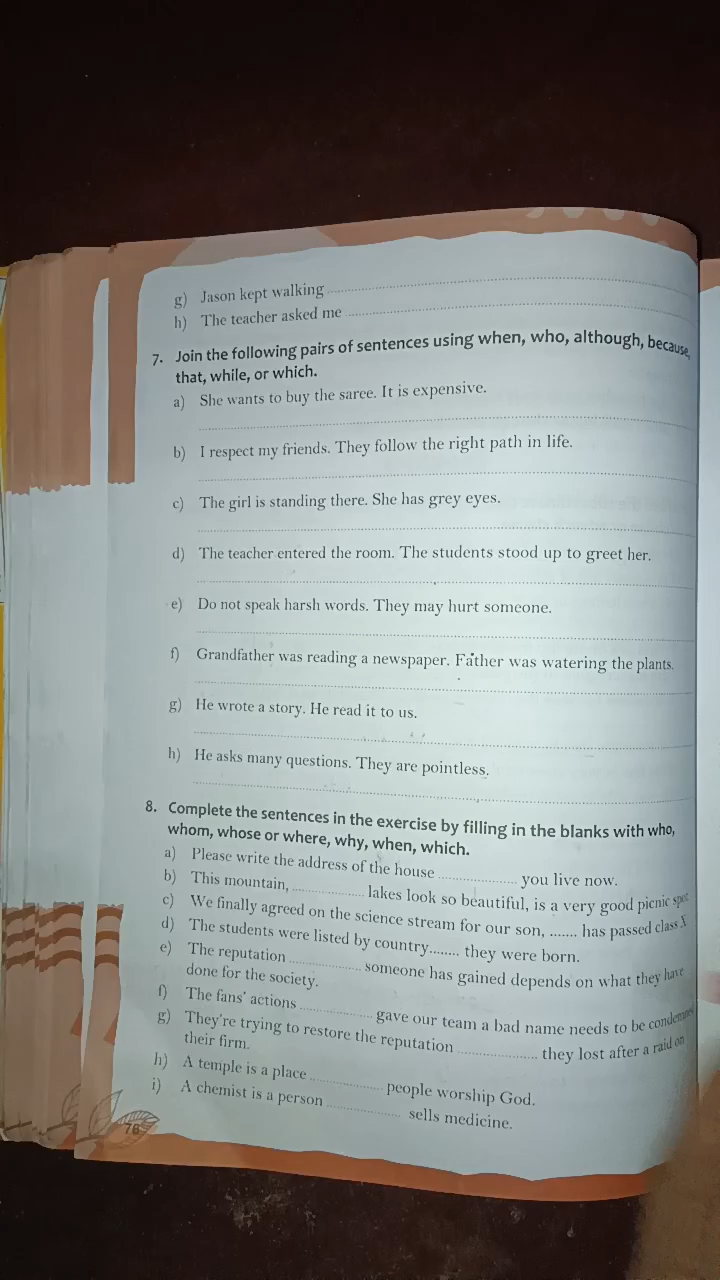 g) Jason kept walking
h) The teacher asked me
7. Join the following pairs of sentences using when, who, although, because,
that, while, or which.
a) She wants to buy the saree. It is expensive.
b) I respect my friends. They follow the right path in life.
c) The girl is standing there. She has grey eyes.
d) The teacher entered the room. The students stood up to greet her.
e) Do not speak harsh words. They may hurt someone.
f) Grandfather was reading a newspaper. Father was watering the plants.
g) He wrote a story. He read it to us.
h) He asks many questions. They are pointless.
8. Complete the sentences in the exercise by filling in the blanks with who,
whom, whose or where, why, when, which.
a) Please write the address of the house .................... you live now.
b) This mountain, .................... lakes look so beautiful, is a very good picnic spot
c) We finally agreed on the science stream for our son, ....... has passed class X
d) The students were listed by country........ they were born.
e) The reputation .................... someone has gained depends on what they have
done for the society.
f) The fans' actions .................... gave our team a bad name needs to be condemned
g) They're trying to restore the reputation .................... they lost after a raid on
their firm.
h) A temple is a place .................... people worship God.
i) A chemist is a person .................... sells medicine.
76